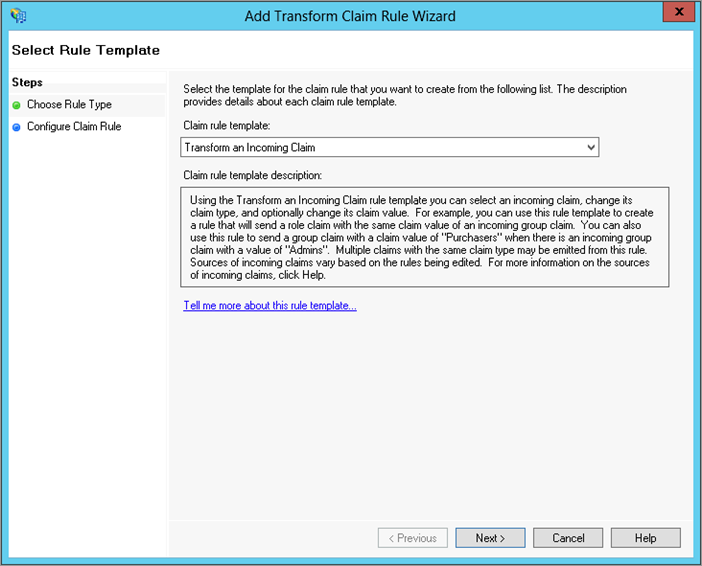 Add Transform Claim Rule Wizard
X
Select Rule Template
Steps
Choose Rule Type
Configure Claim Rule
Select the template for the claim rule that you want to create from the following list. The description
provides details about each claim rule template.
Claim rule template:
Transform an Incoming Claim
Claim rule template description:
Using the Transform an Incoming Claim rule template you can select an incoming claim, change its
claim type, and optionally change its claim value. For example, you can use this rule template to create
a rule that will send a role claim with the same claim value of an incoming group claim. You can also
use this rule to send a group claim with a claim value of "Purchasers" when there is an incoming group
claim with a value of "Admins". Multiple claims with the same claim type may be emitted from this rule.
Sources of incoming claims vary based on the rules being edited. For more information on the sources
of incoming claims, click Help.
Tell me more about this rule template...
< Previous
Next >
Cancel
Help